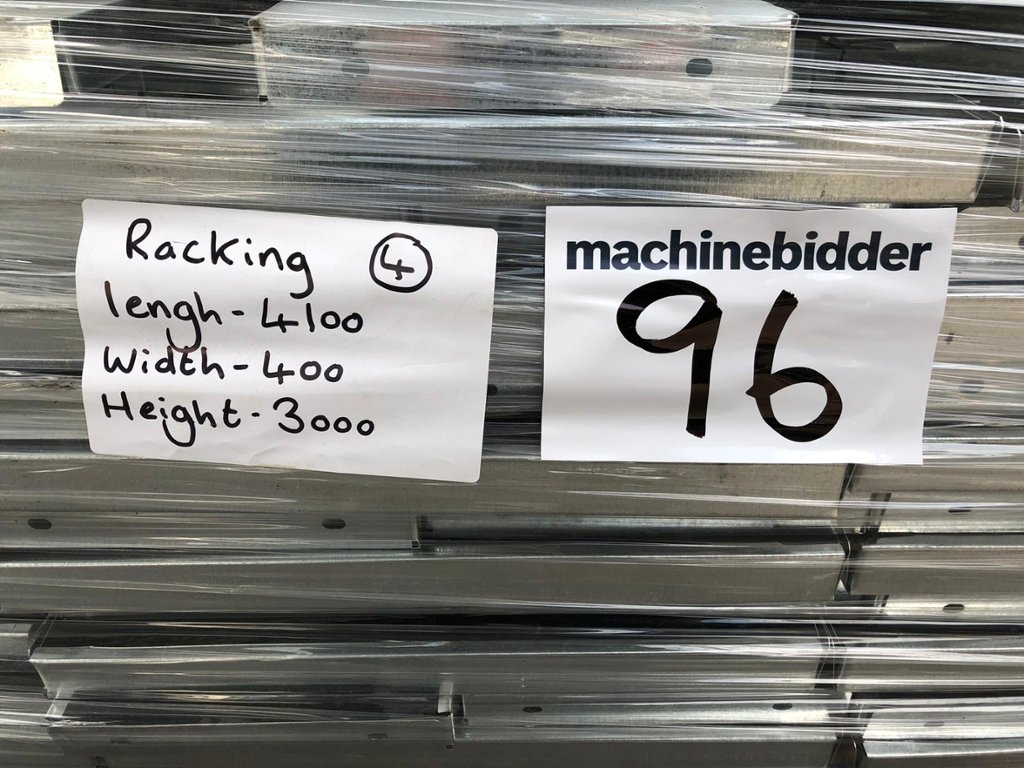 Racking ④
lengh - 4100
Width - 400
Height - 3000
machinebidder
96